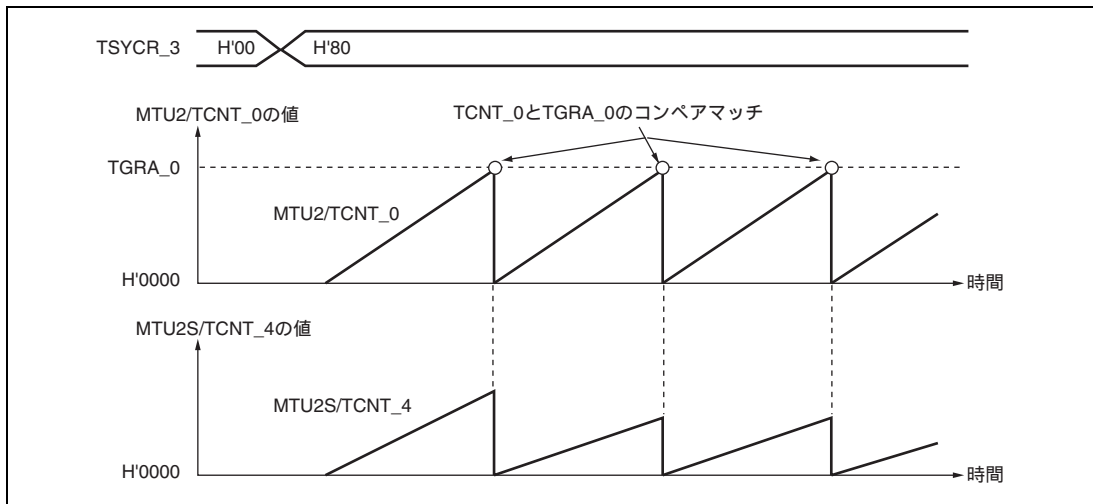 TSYCR_3 H'00 H'80
MTU2/TCNT_0の値
TCNT_0とTGRA_0のコンペアマッチ
TGRA_0
MTU2/TCNT_0
H'0000
時間
MTU2S/TCNT_4の値
MTU2S/TCNT_4
H'0000
時間